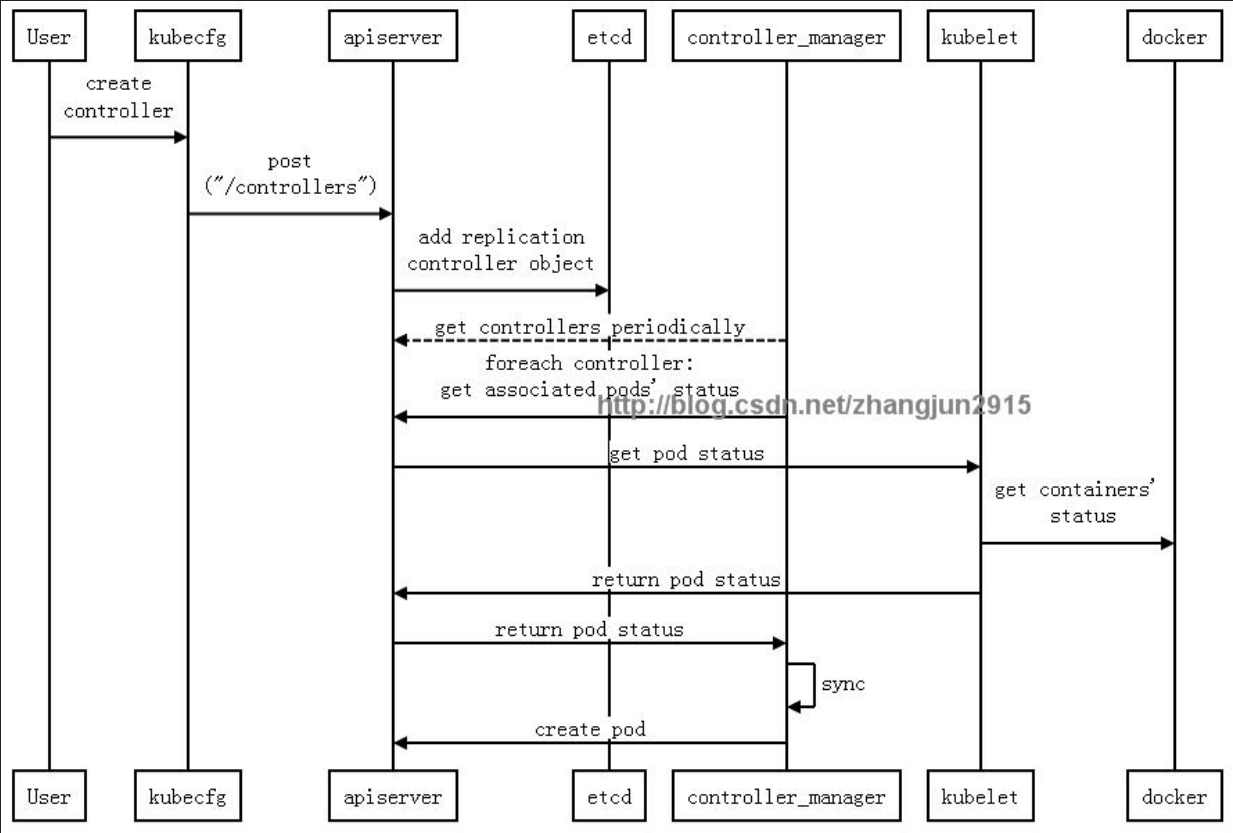 User kubecfg apiserver etcd controller_manager kubelet docker
create
controller
post
("/controllers")
add replication
controller object
get controllers periodically
foreach controller:
get associated pods' status
http://blog.csdn.net/zhangjun2915
get pod status
get containers'
status
return pod status
return pod status
sync
create pod
User kubecfg apiserver etcd controller_manager kubelet docker